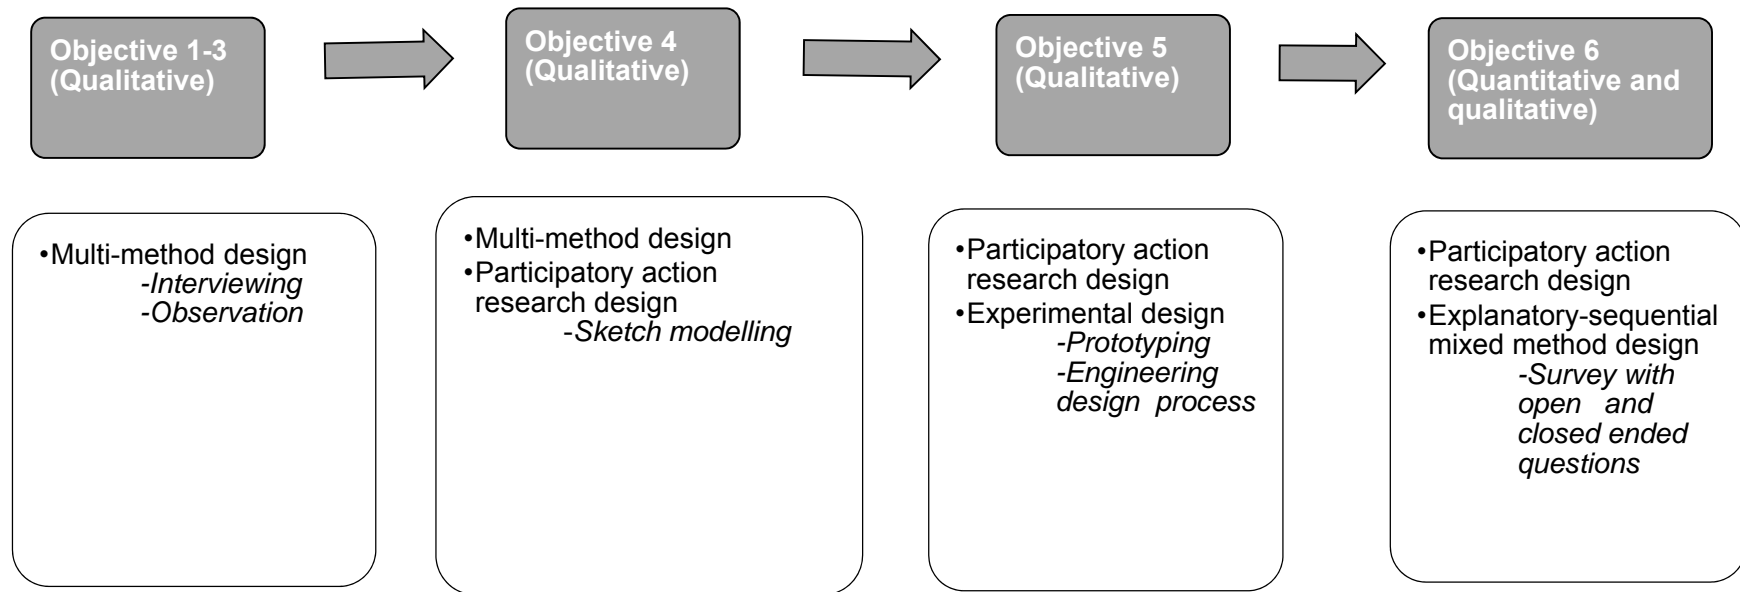 Objective 1-3
(Qualitative)
Objective 4
(Qualitative)
Objective 5
(Qualitative)
Objective 6
(Quantitative and
qualitative)
•Multi-method design
-Interviewing
-Observation
•Multi-method design
•Participatory action
research design
-Sketch modelling
•Participatory action
research design
•Experimental design
-Prototyping
-Engineering
design process
•Participatory action
research design
•Explanatory-sequential
mixed method design
-Survey with
open and
closed ended
questions